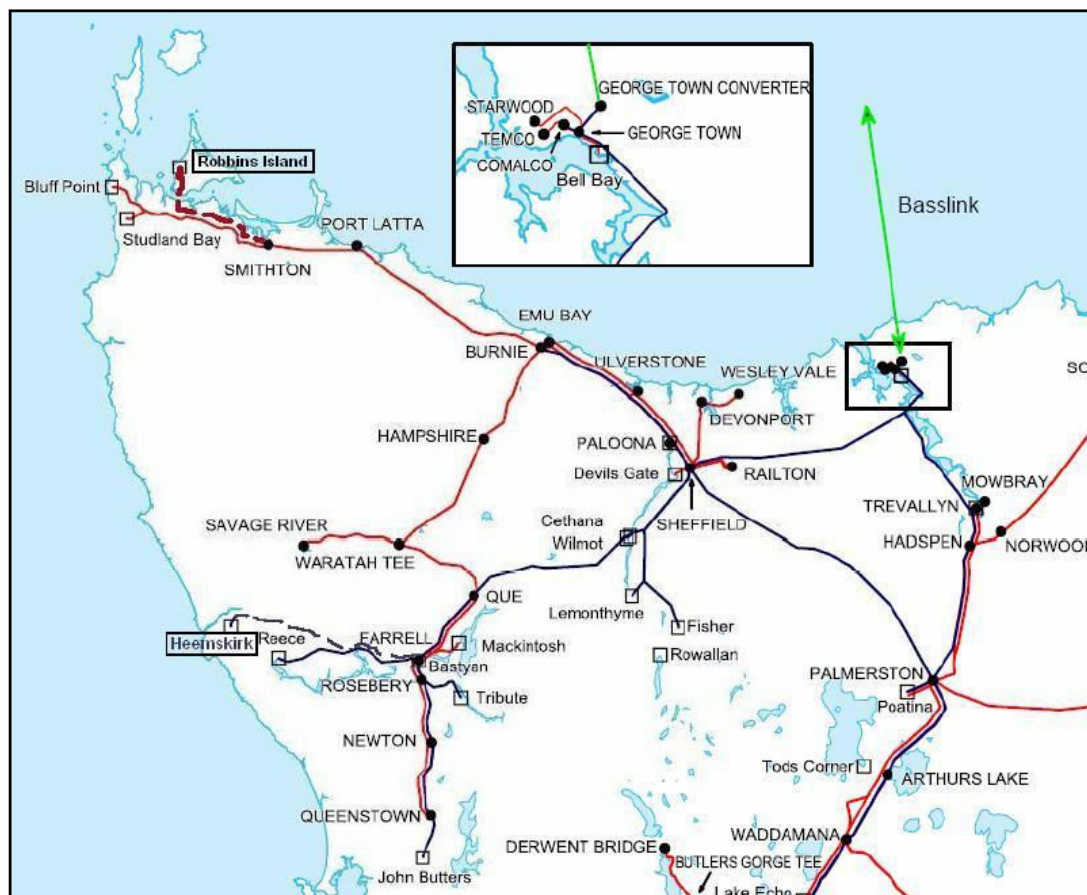 GEORGE TOWN CONVERTER
STARWOOD
TEMCO
GEORGE TOWN
COMALCO
Bell Bay
Basslink
Robbins Island
Bluff Point
Studland Bay
PORT LATTA
SMITHTON
EMU BAY
BURNIE
ULVERSTONE
WESLEY VALE
DEVONPORT
HAMPSHIRE
PALOONA
Devils Gate
RAILTON
SHEFFIELD
MOWBRAY
TREVALLYN
HADSPEN
NORWOOD
SAVAGE RIVER
WARATAH TEE
Cethana
Wilmot
QUE
Lemonthyme
Fisher
Rowallan
Heemskirk
Reece
FARRELL
Mackintosh
Bastyan
ROSEBERY
Tribute
PALMERSTON
Poatina
NEWTON
Tods Corner
ARTHURS LAKE
QUEENSTOWN
WADDAMANA
DERWENT BRIDGE
BUTLERS GORGE TEE
John Butters
Lake Echo